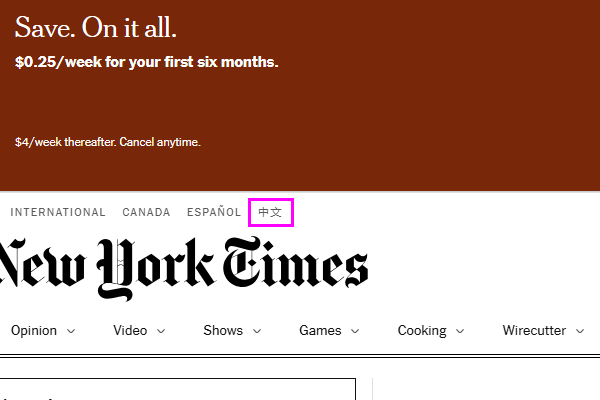 Save. On it all.
$0.25/week for your first six months.
$4/week thereafter. Cancel anytime.
INTERNATIONAL CANADA ESPAÑOL 中文
New York Times
Opinion Video Shows Games Cooking Wirecutter